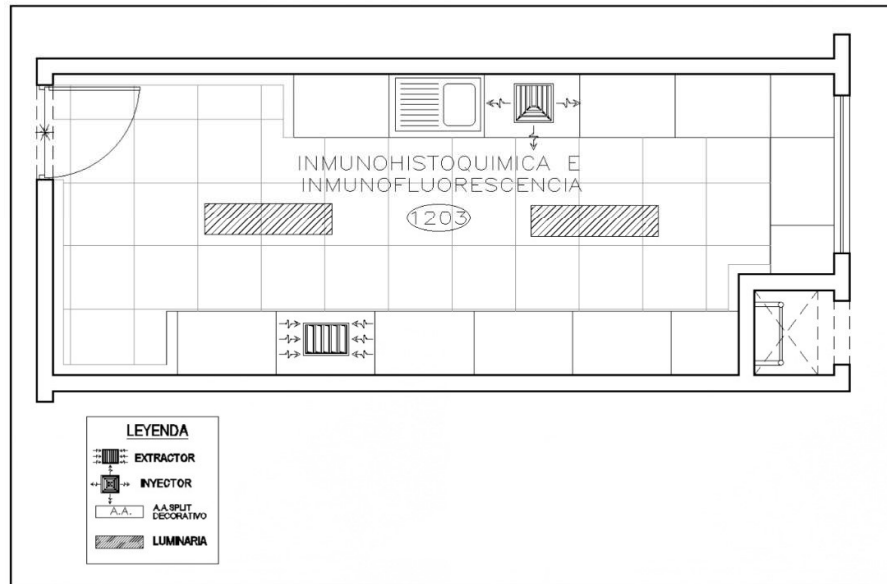 INMUNOHISTOQUIMICA E
INMUNOFLUORESCENCIA
1203
LEYENDA
EXTRACTOR
INYECTOR
A.A.
A.A.SPLIT
DECORATIVO
LUMINARIA